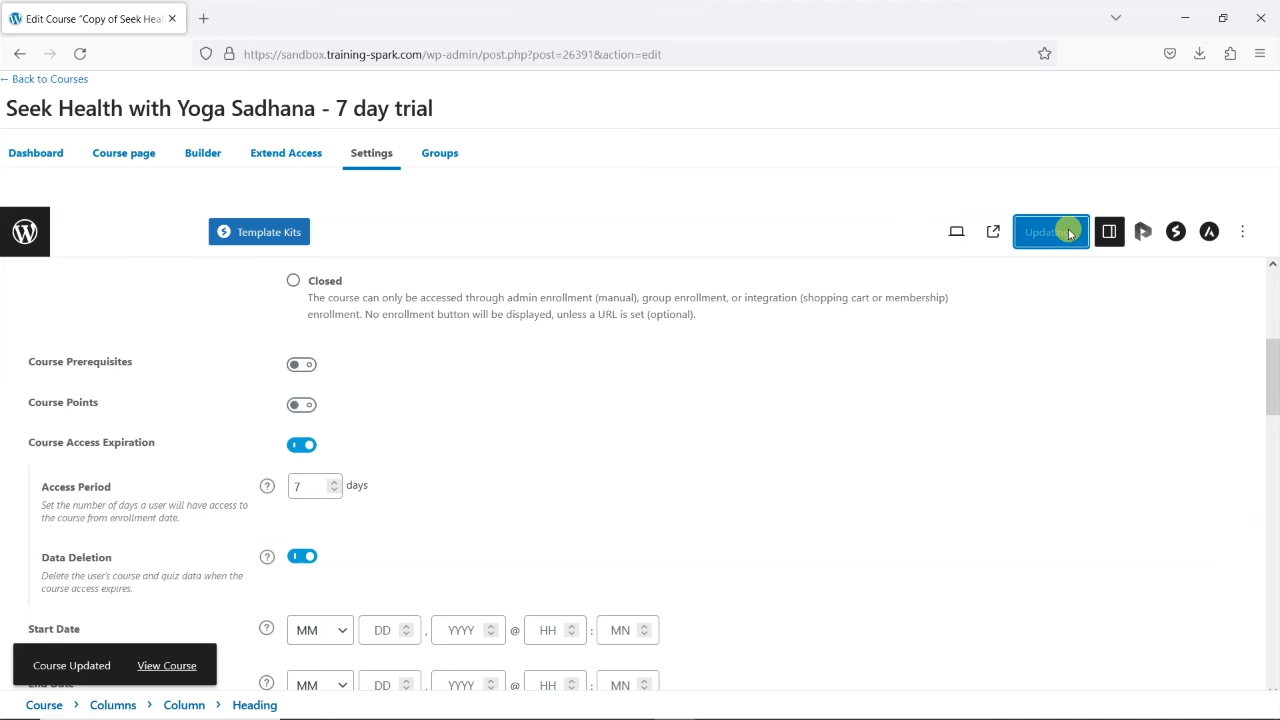 Edit Course "Copy of Seek Heal
https://sandbox.training-spark.com/wp-admin/post.php?post=26391&action=edit
← Back to Courses
Seek Health with Yoga Sadhana - 7 day trial
Dashboard Course page Builder Extend Access Settings Groups
Template Kits
Closed
The course can only be accessed through admin enrollment (manual), group enrollment, or integration (shopping cart or membership)
enrollment. No enrollment button will be displayed, unless a URL is set (optional).
Course Prerequisites
Course Points
Course Access Expiration
Access Period 7 days
Set the number of days a user will have access to
the course from enrollment date.
Data Deletion
Delete the user's course and quiz data when the
course access expires.
Start Date MM DD , YYYY @ HH : MN
End Date MM DD , YYYY @ HH : MN
Course Updated View Course
Course > Columns > Column > Heading